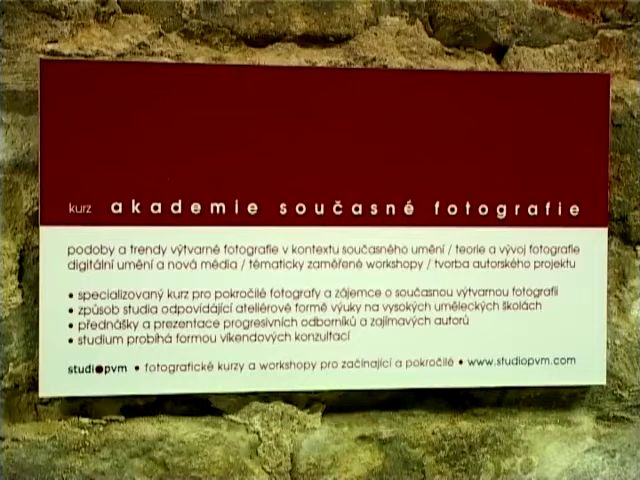 kurz akademie současné fotografie
podoby a trendy výtvarné fotografie v kontextu současného umění / teorie a vývoj fotografie
digitální umění a nová média / tématicky zaměřené workshopy / tvorba autorského projektu
• specializovaný kurz pro pokročilé fotografy a zájemce o současnou výtvarnou fotografii
• způsob studia odpovídající ateliérové formě výuky na vysokých uměleckých školách
• přednášky a prezentace progresivních odborníků a zajímavých autorů
• studium probíhá formou víkendových konzultací
studiopvm • fotografické kurzy a workshopy pro začínající a pokročilé • www.studiopvm.com